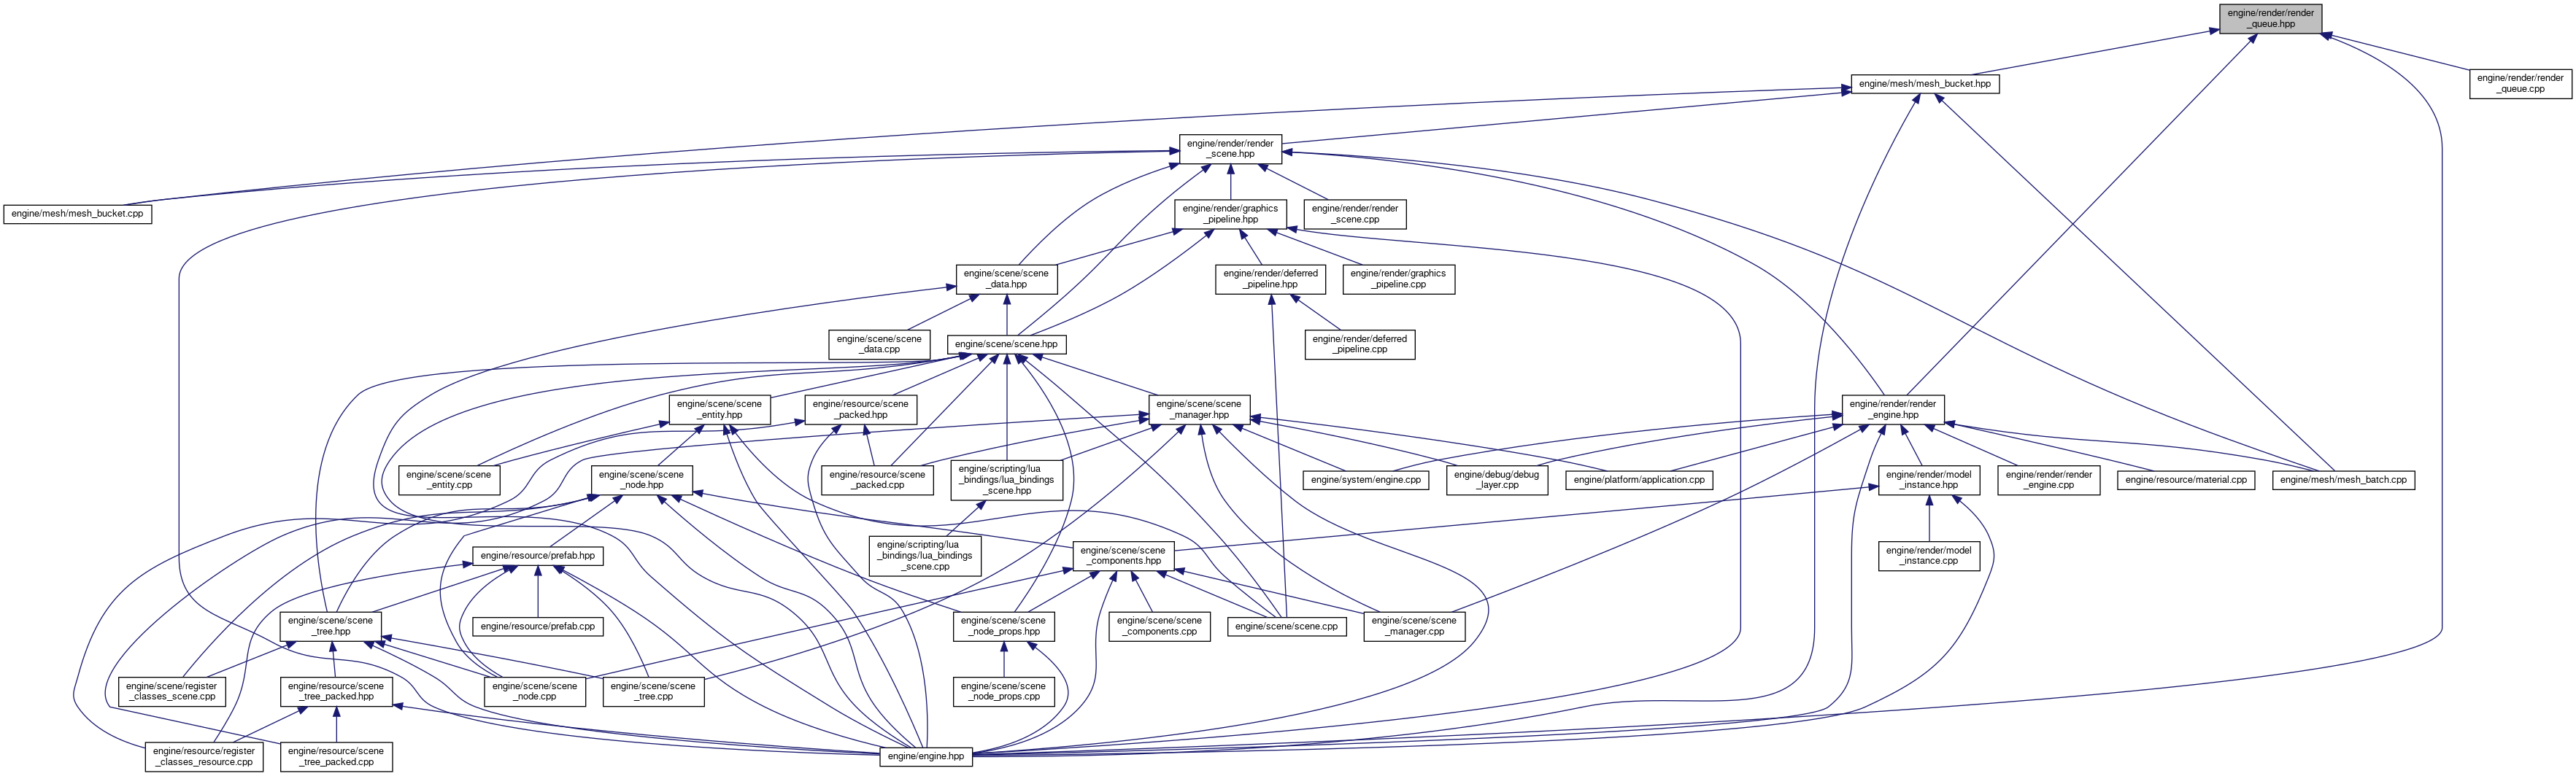 engine/render/render
_queue.hpp
engine/mesh/mesh_bucket.hpp
engine/render/render
_queue.cpp
engine/render/render
_scene.hpp
engine/mesh/mesh_bucket.cpp
engine/render/graphics
_pipeline.hpp
engine/render/render
_scene.cpp
engine/scene/scene
_data.hpp
engine/render/deferred
_pipeline.hpp
engine/render/graphics
_pipeline.cpp
engine/scene/scene
_data.cpp
engine/scene/scene.hpp
engine/render/deferred
_pipeline.cpp
engine/scene/scene
_entity.hpp
engine/resource/scene
_packed.hpp
engine/scene/scene
_manager.hpp
engine/render/render
_engine.hpp
engine/scene/scene
_entity.cpp
engine/scene/scene
_node.hpp
engine/resource/scene
_packed.cpp
engine/scripting/lua
_bindings/lua_bindings
_scene.hpp
engine/system/engine.cpp
engine/debug/debug
_layer.cpp
engine/platform/application.cpp
engine/render/model
_instance.hpp
engine/render/render
_engine.cpp
engine/resource/material.cpp
engine/mesh/mesh_batch.cpp
engine/resource/prefab.hpp
engine/scripting/lua
_bindings/lua_bindings
_scene.cpp
engine/scene/scene
_components.hpp
engine/render/model
_instance.cpp
engine/scene/scene
_tree.hpp
engine/resource/prefab.cpp
engine/scene/scene
_node_props.hpp
engine/scene/scene
_components.cpp
engine/scene/scene.cpp
engine/scene/scene
_manager.cpp
engine/scene/register
_classes_scene.cpp
engine/resource/scene
_tree_packed.hpp
engine/scene/scene
_node.cpp
engine/scene/scene
_tree.cpp
engine/scene/scene
_node_props.cpp
engine/resource/register
_classes_resource.cpp
engine/resource/scene
_tree_packed.cpp
engine/engine.hpp